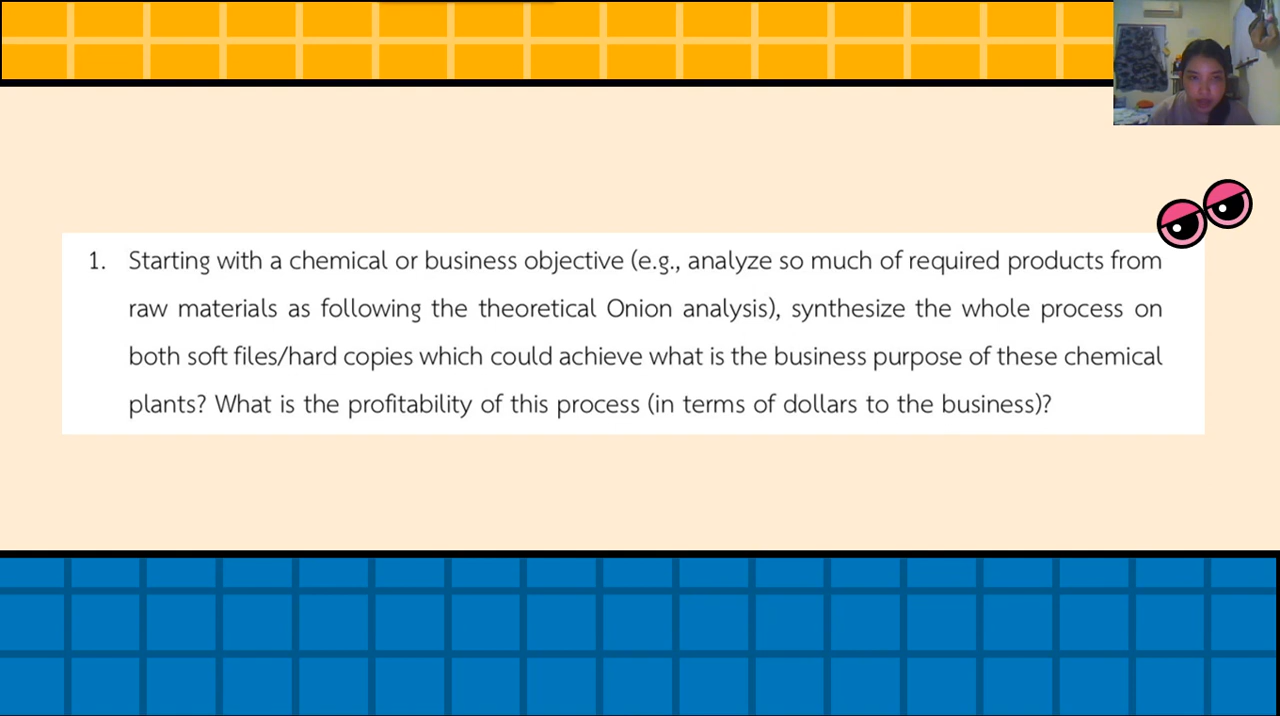 1. Starting with a chemical or business objective (e.g., analyze so much of required products from
raw materials as following the theoretical Onion analysis), synthesize the whole process on
both soft files/hard copies which could achieve what is the business purpose of these chemical
plants? What is the profitability of this process (in terms of dollars to the business)?